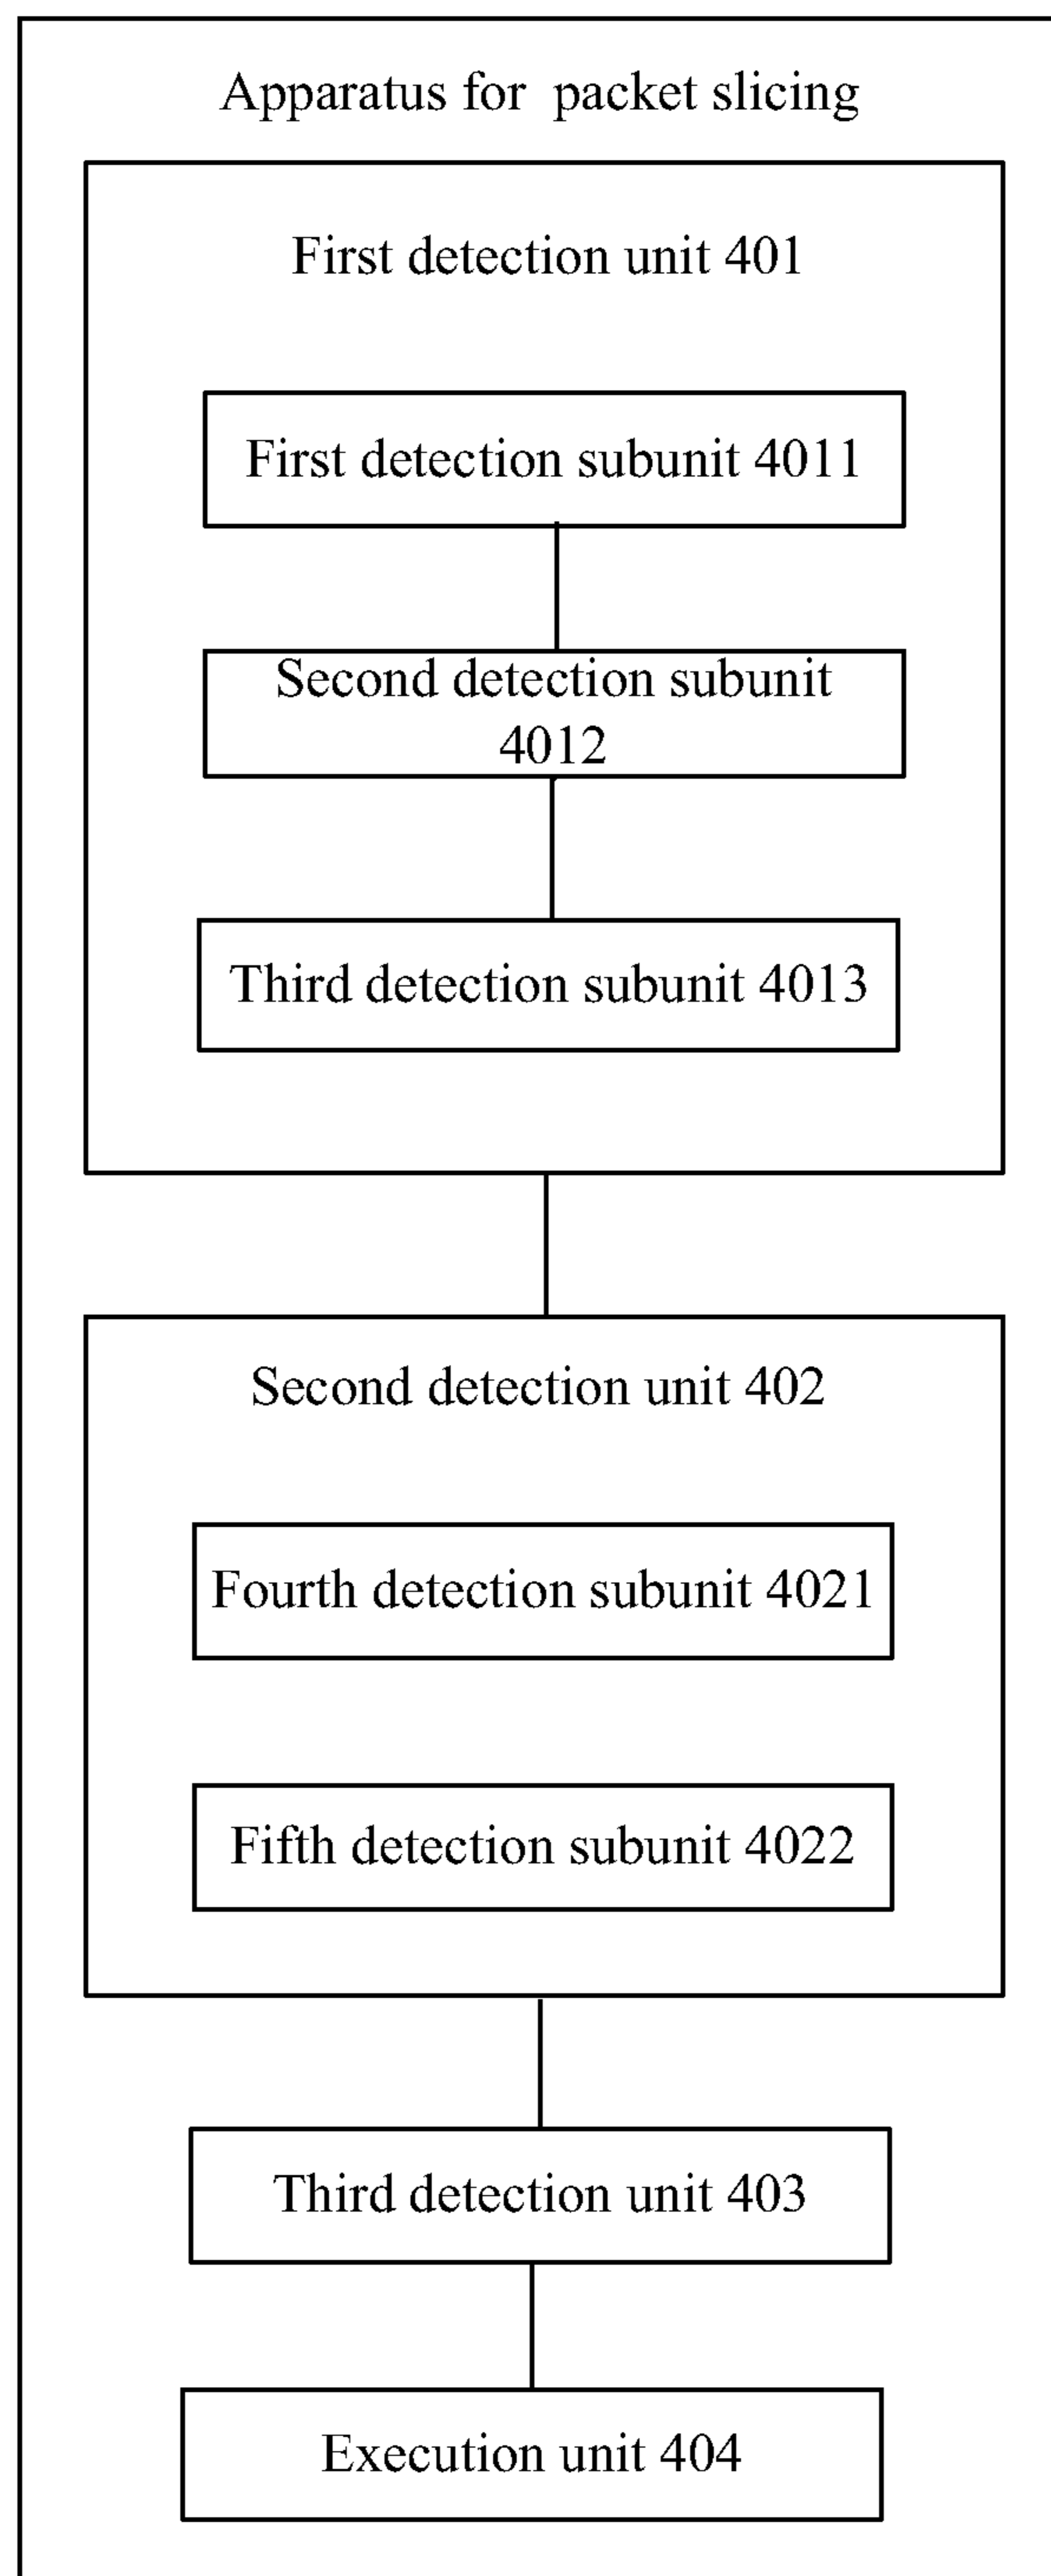 Apparatus for packet slicing
First detection unit 401
First detection subunit 4011
Second detection subunit
4012
Third detection subunit 4013
Second detection unit 402
Fourth detection subunit 4021
Fifth detection subunit 4022
Third detection unit 403
Execution unit 404